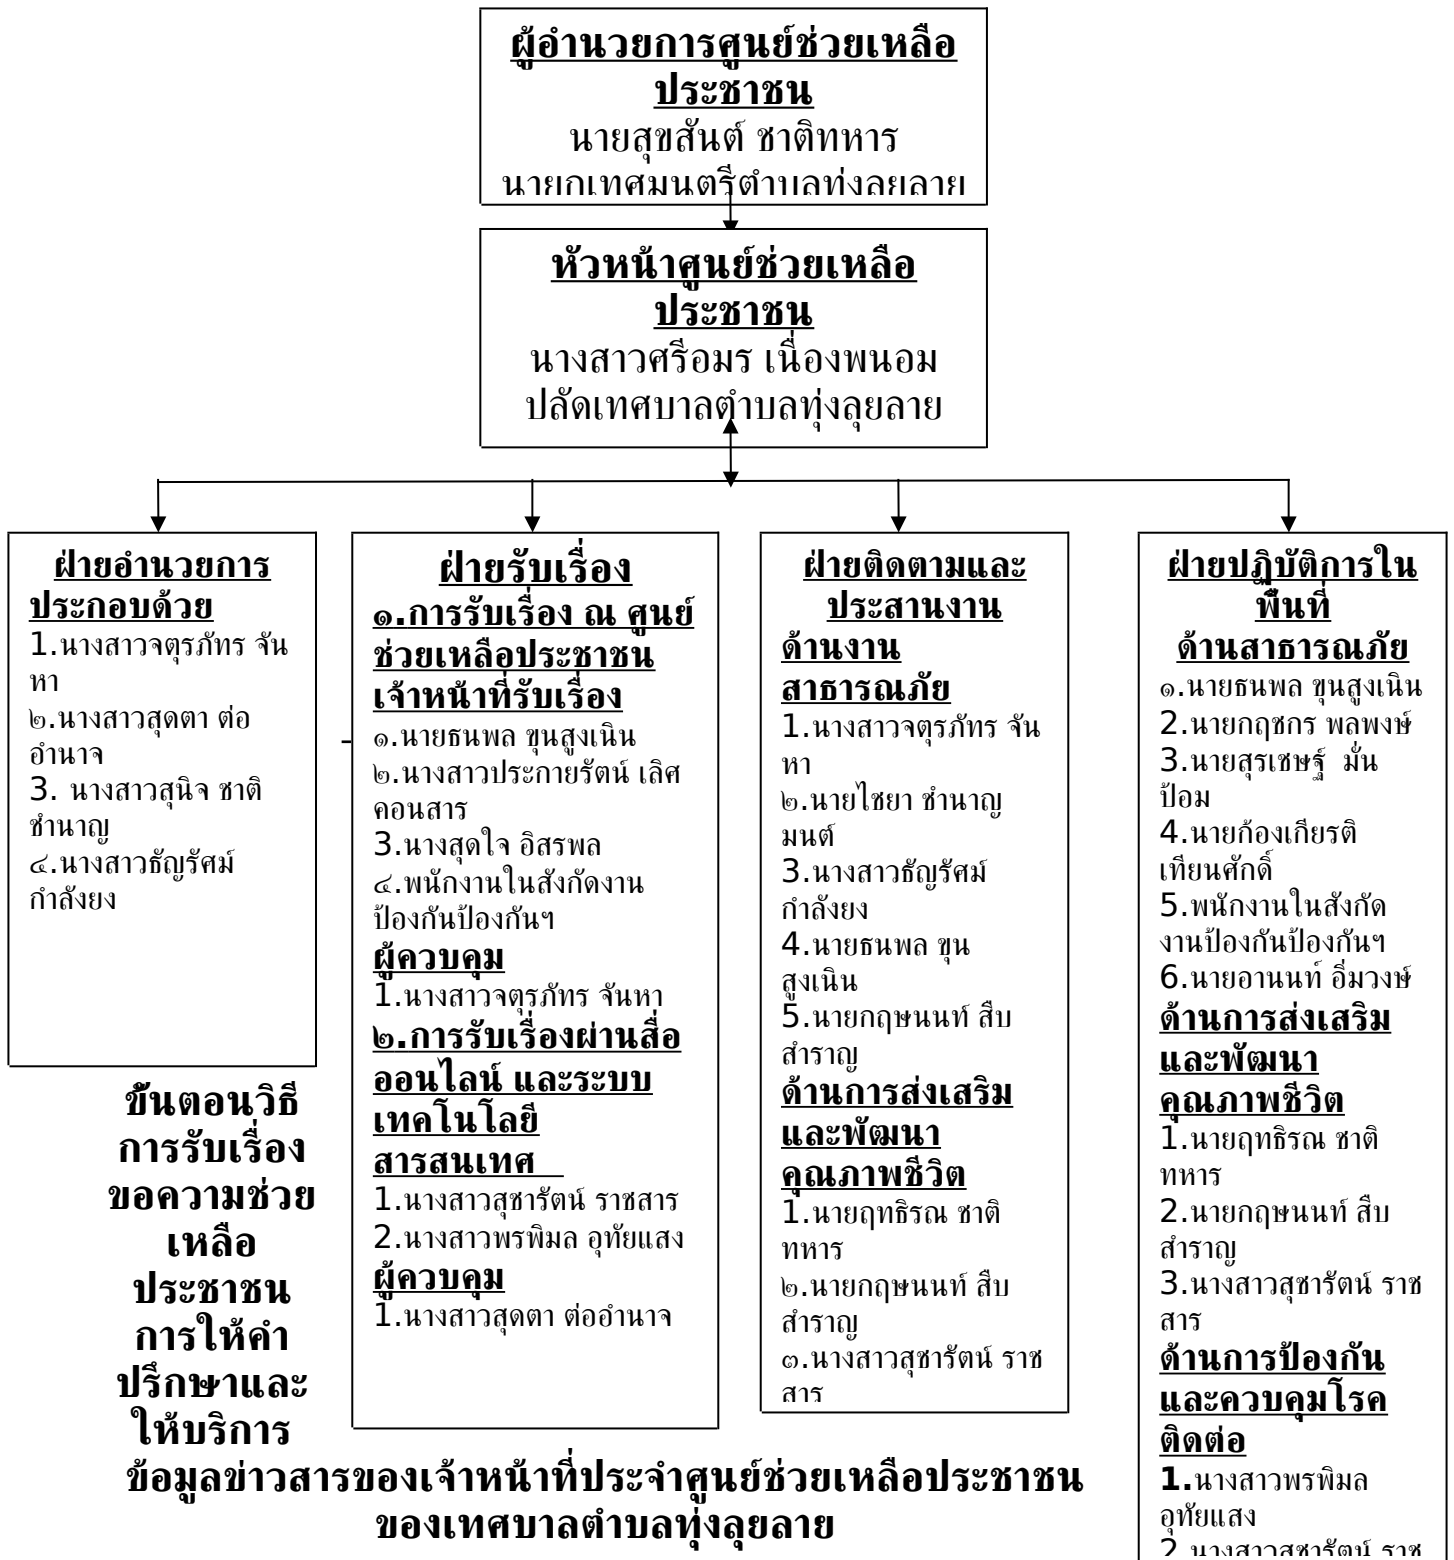 ผู้อำนวยการศูนย์ช่วยเหลือ
ประชาชน
นายสุขสันต์ ชาติทหาร
นายกเทศมนตรีตำบลทุ่งลุยลาย
หัวหน้าศูนย์ช่วยเหลือ
ประชาชน
นางสาวศรีอมร เนื่องพนอม
ปลัดเทศบาลตำบลทุ่งลุยลาย
ฝ่ายอำนวยการ
ประกอบด้วย
1.นางสาวจตุรภัทร จัน
หา
๒.นางสาวสุดตา ต่อ
อำนาจ
3. นางสาวสุนิจ ชาติ
ชำนาญ
๔.นางสาวธัญรัศม์
กำลังยง
ฝ่ายรับเรื่อง
๑.การรับเรื่อง ณ ศูนย์
ช่วยเหลือประชาชน
เจ้าหน้าที่รับเรื่อง
๑.นายธนพล ขุนสูงเนิน
๒.นางสาวประกายรัตน์ เลิศ
คอนสาร
3.นางสุดใจ อิสรพล
๔.พนักงานในสังกัดงาน
ป้องกันป้องกันฯ
ผู้ควบคุม
1.นางสาวจตุรภัทร จันหา
๒.การรับเรื่องผ่านสื่อ
ออนไลน์ และระบบ
เทคโนโลยี
สารสนเทศ
1.นางสาวสุชารัตน์ ราชสาร
2.นางสาวพรพิมล อุทัยแสง
ผู้ควบคุม
1.นางสาวสุดตา ต่ออำนาจ
ฝ่ายติดตามและ
ประสานงาน
ด้านงาน
สาธารณภัย
1.นางสาวจตุรภัทร จัน
หา
๒.นายไชยา ชำนาญ
มนต์
3.นางสาวธัญรัศม์
กำลังยง
4.นายธนพล ขุน
สูงเนิน
5.นายกฤษนนท์ สืบ
สำราญ
ด้านการส่งเสริม
และพัฒนา
คุณภาพชีวิต
1.นายฤทธิรณ ชาติ
ทหาร
๒.นายกฤษนนท์ สืบ
สำราญ
๓.นางสาวสุชารัตน์ ราช
สาร
ฝ่ายปฏิบัติการใน
พื้นที่
ด้านสาธารณภัย
๑.นายธนพล ขุนสูงเนิน
2.นายกฤชกร พลพงษ์
3.นายสุรเชษฐ์ มั่น
ป้อม
4.นายก้องเกียรติ
เทียนศักดิ์
5.พนักงานในสังกัด
งานป้องกันป้องกันฯ
6.นายอานนท์ อิ่มวงษ์
ด้านการส่งเสริม
และพัฒนา
คุณภาพชีวิต
1.นายฤทธิรณ ชาติ
ทหาร
2.นายกฤษนนท์ สืบ
สำราญ
3.นางสาวสุชารัตน์ ราช
สาร
ด้านการป้องกัน
และควบคุมโรค
ติดต่อ
1.นางสาวพรพิมล
อุทัยแสง
2.นางสาวสุชารัตน์ ราช
ขั้นตอนวิธี
การรับเรื่อง
ขอความช่วย
เหลือ
ประชาชน
การให้คำ
ปรึกษาและ
ให้บริการ
ข้อมูลข่าวสารของเจ้าหน้าที่ประจำศูนย์ช่วยเหลือประชาชน
ของเทศบาลตำบลทุ่งลุยลาย